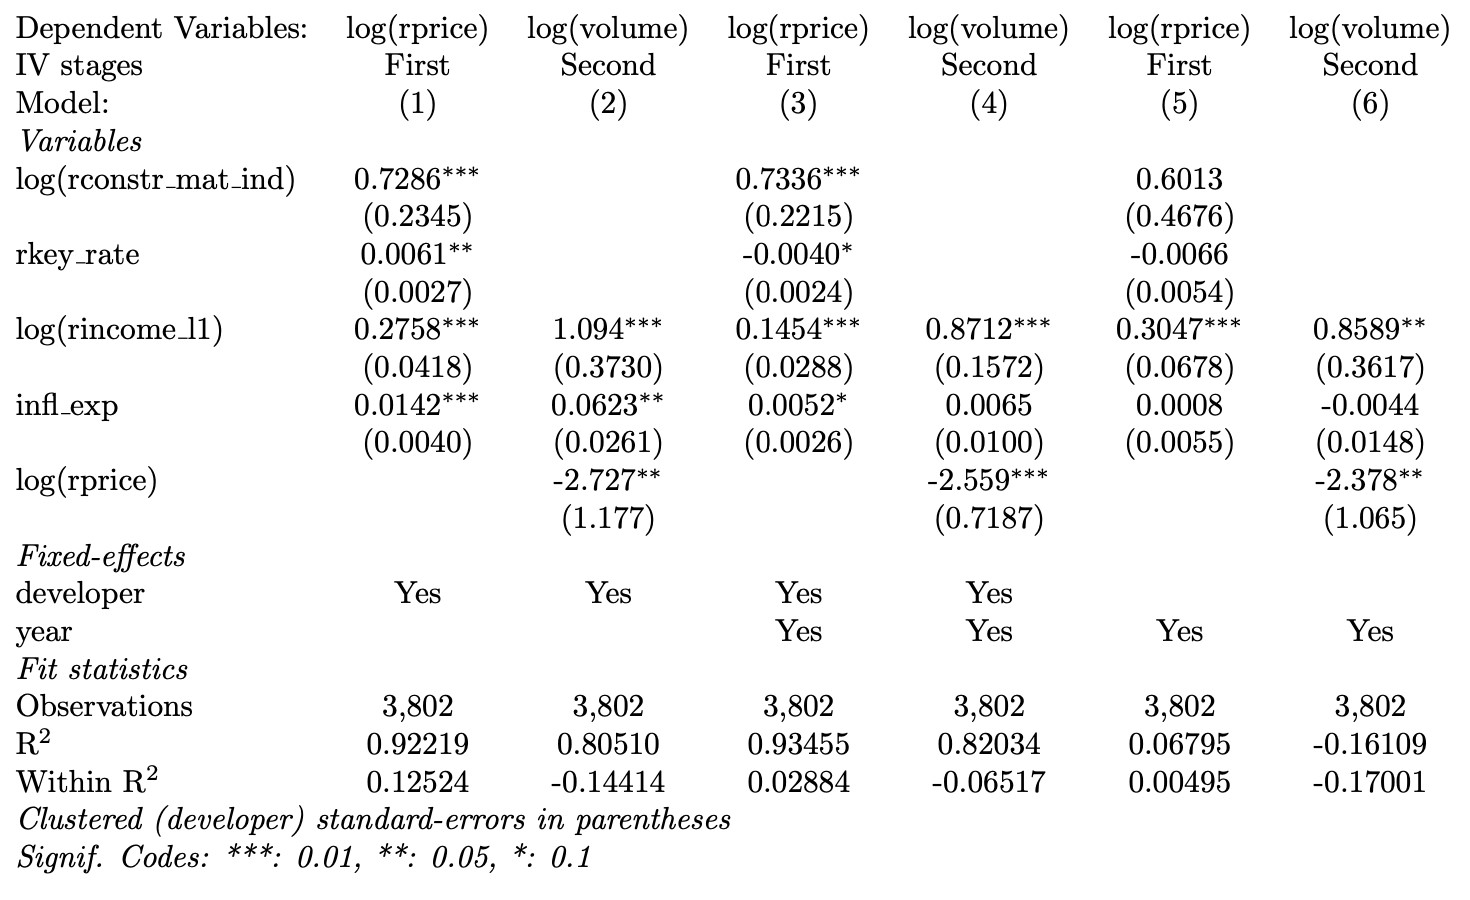 Dependent Variables: log(rprice) log(volume) log(rprice) log(volume) log(rprice) log(volume)
IV stages First Second First Second First Second
Model: (1) (2) (3) (4) (5) (6)
Variables
log(rconstr_mat_ind) 0.7286*** 0.7336*** 0.6013
(0.2345) (0.2215) (0.4676)
rkey_rate 0.0061** -0.0040* -0.0066
(0.0027) (0.0024) (0.0054)
log(rincome_l1) 0.2758*** 1.094*** 0.1454*** 0.8712*** 0.3047*** 0.8589**
(0.0418) (0.3730) (0.0288) (0.1572) (0.0678) (0.3617)
infl_exp 0.0142*** 0.0623** 0.0052* 0.0065 0.0008 -0.0044
(0.0040) (0.0261) (0.0026) (0.0100) (0.0055) (0.0148)
log(rprice) -2.727** -2.559*** -2.378**
(1.177) (0.7187) (1.065)
Fixed-effects
developer Yes Yes Yes Yes
year Yes Yes Yes Yes
Fit statistics
Observations 3,802 3,802 3,802 3,802 3,802 3,802
R² 0.92219 0.80510 0.93455 0.82034 0.06795 -0.16109
Within R² 0.12524 -0.14414 0.02884 -0.06517 0.00495 -0.17001
Clustered (developer) standard-errors in parentheses
Signif. Codes: ***: 0.01, **: 0.05, *: 0.1